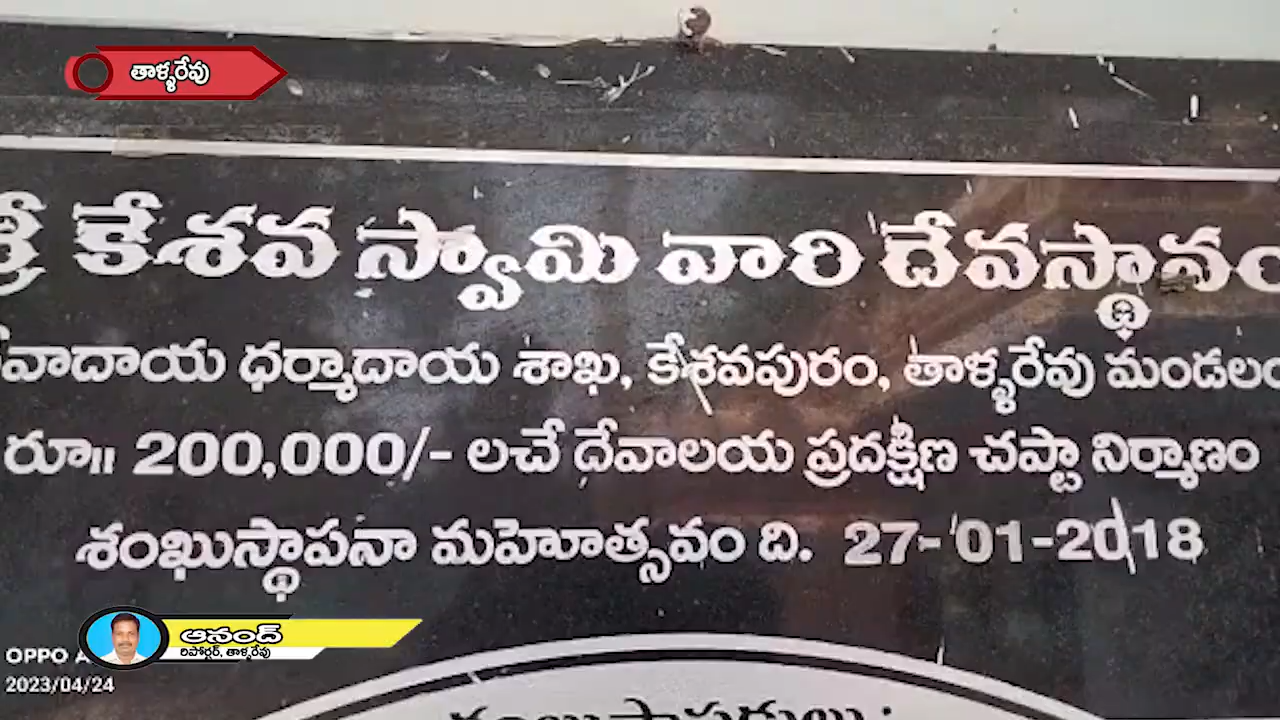 తాళ్ళరేవు
శ్రీ కేశవ స్వామి వారి దేవస్థానం
దేవాదాయ ధర్మాదాయ శాఖ, కేశవపురం, తాళ్ళరేవు మండలం
రూ॥ 200,000/- లచే దేవాలయ ప్రదక్షిణ చప్టా నిర్మాణం
శంఖుస్థాపనా మహోత్సవం ది. 27-01-2018
ఆనంద్
రిపోర్టర్, తాళ్ళరేవు
OPPO A
2023/04/24